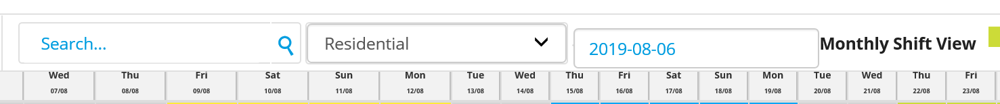 Search... Residential 2019-08-06 Monthly Shift View
Wed Thu Fri Sat Sun Mon Tue Wed Thu Fri Sat Sun Mon Tue Wed Thu Fri
07/08 08/08 09/08 10/08 11/08 12/08 13/08 14/08 15/08 16/08 17/08 18/08 19/08 20/08 21/08 22/08 23/08